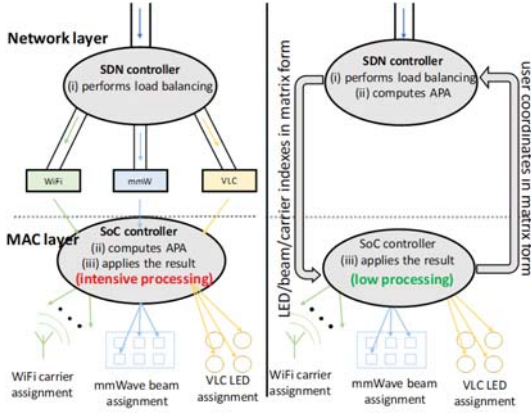 Network layer
SDN controller
(i) performs load balancing
WiFi
mmW
VLC
MAC layer
SoC controller
(ii) computes APA
(iii) applies the result
(intensive processing)
WiFi carrier
assignment
mmWave beam
assignment
VLC LED
assignment
SDN controller
(i) performs load balancing
(ii) computes APA
LED/beam/carrier indexes in matrix form
user coordinates in matrix form
SoC controller
(iii) applies the result
(low processing)
WiFi carrier
assignment
mmWave beam
assignment
VLC LED
assignment